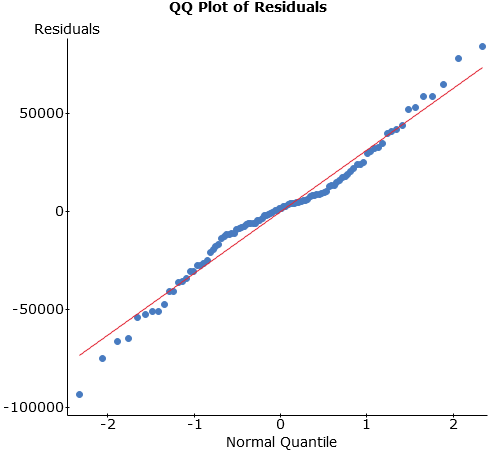 QQ Plot of Residuals
Residuals
50000
0
-50000
-100000
-2 -1 0 1 2
Normal Quantile